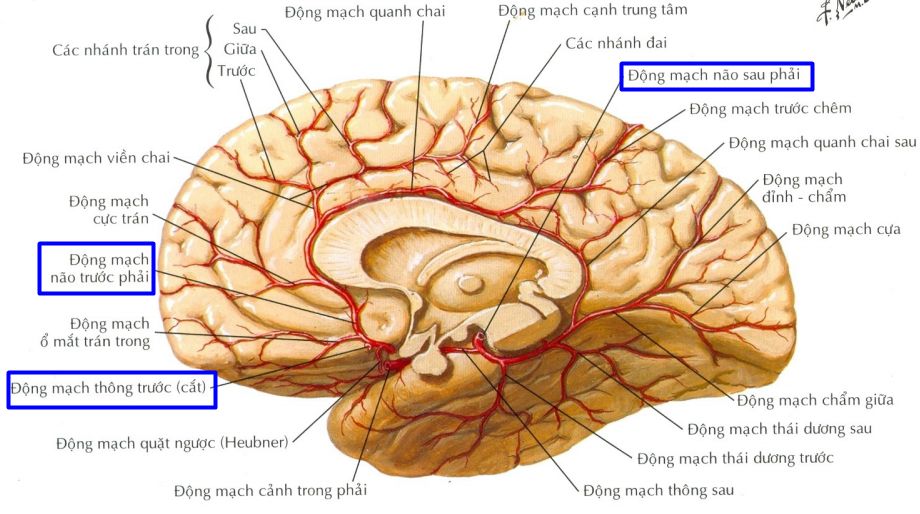 Động mạch quanh chai
Động mạch cạnh trung tâm
Các nhánh trán trong
Sau
Giữa
Trước
Các nhánh đai
Động mạch não sau phải
Động mạch trước chêm
Động mạch quanh chai sau
Động mạch viền chai
Động mạch
đỉnh - chẩm
Động mạch
cực trán
Động mạch cựa
Động mạch
não trước phải
Động mạch
ổ mắt trán trong
Động mạch thông trước (cắt)
Động mạch chẩm giữa
Động mạch thái dương sau
Động mạch quặt ngược (Heubner)
Động mạch thái dương trước
Động mạch cảnh trong phải
Động mạch thông sau